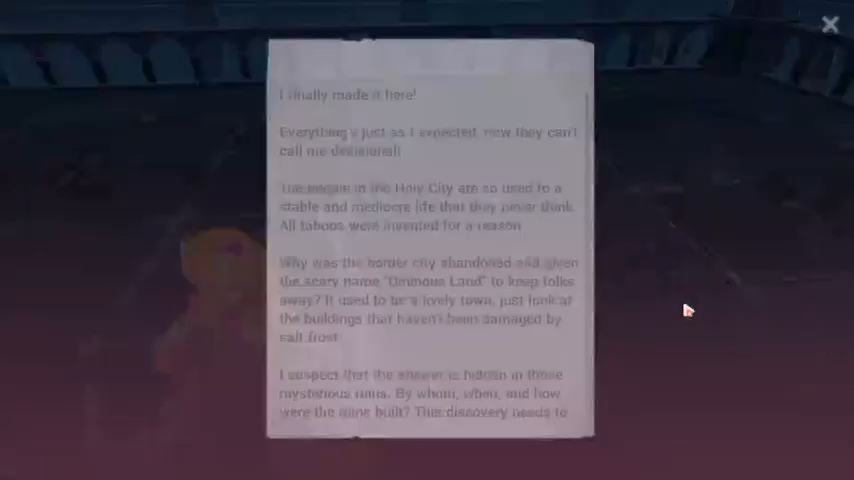 I finally made it here!
Everything's just as I expected, now they can't
call me delusional!
The people in the Holy City are so used to a
stable and mediocre life that they never think.
All taboos were invented for a reason.
Why was the border city abandoned and given
the scary name "Ominous Land" to keep folks
away? It used to be a lovely town, just look at
the buildings that haven't been damaged by
salt frost.
I suspect that the answer is hidden in those
mysterious ruins. By whom, when, and how
were the ruins built? This discovery needs to